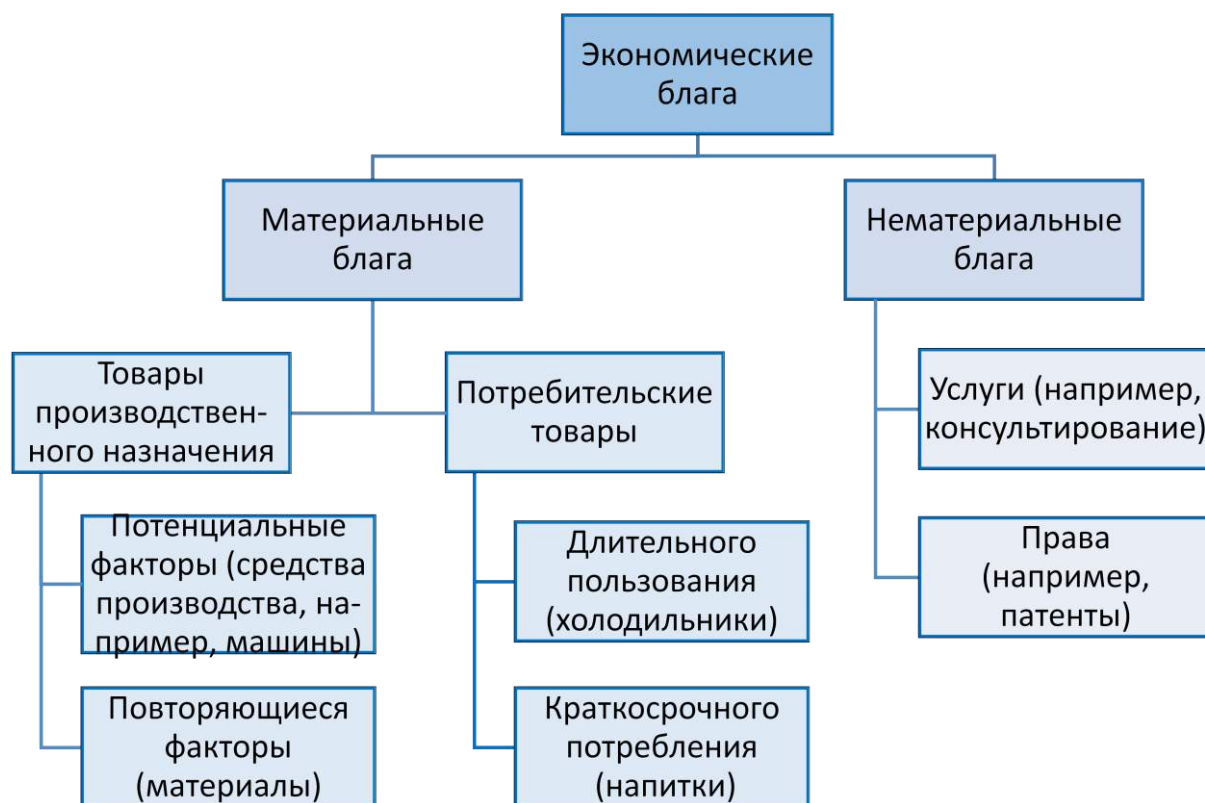 Экономические
блага
Материальные
блага
Нематериальные
блага
Товары
производствен-
ного назначения
Потребительские
товары
Услуги (например,
консультирование)
Потенциальные
факторы (средства
производства, на-
пример, машины)
Длительного
пользования
(холодильники)
Права
(например,
патенты)
Повторяющиеся
факторы
(материалы)
Краткосрочного
потребления
(напитки)